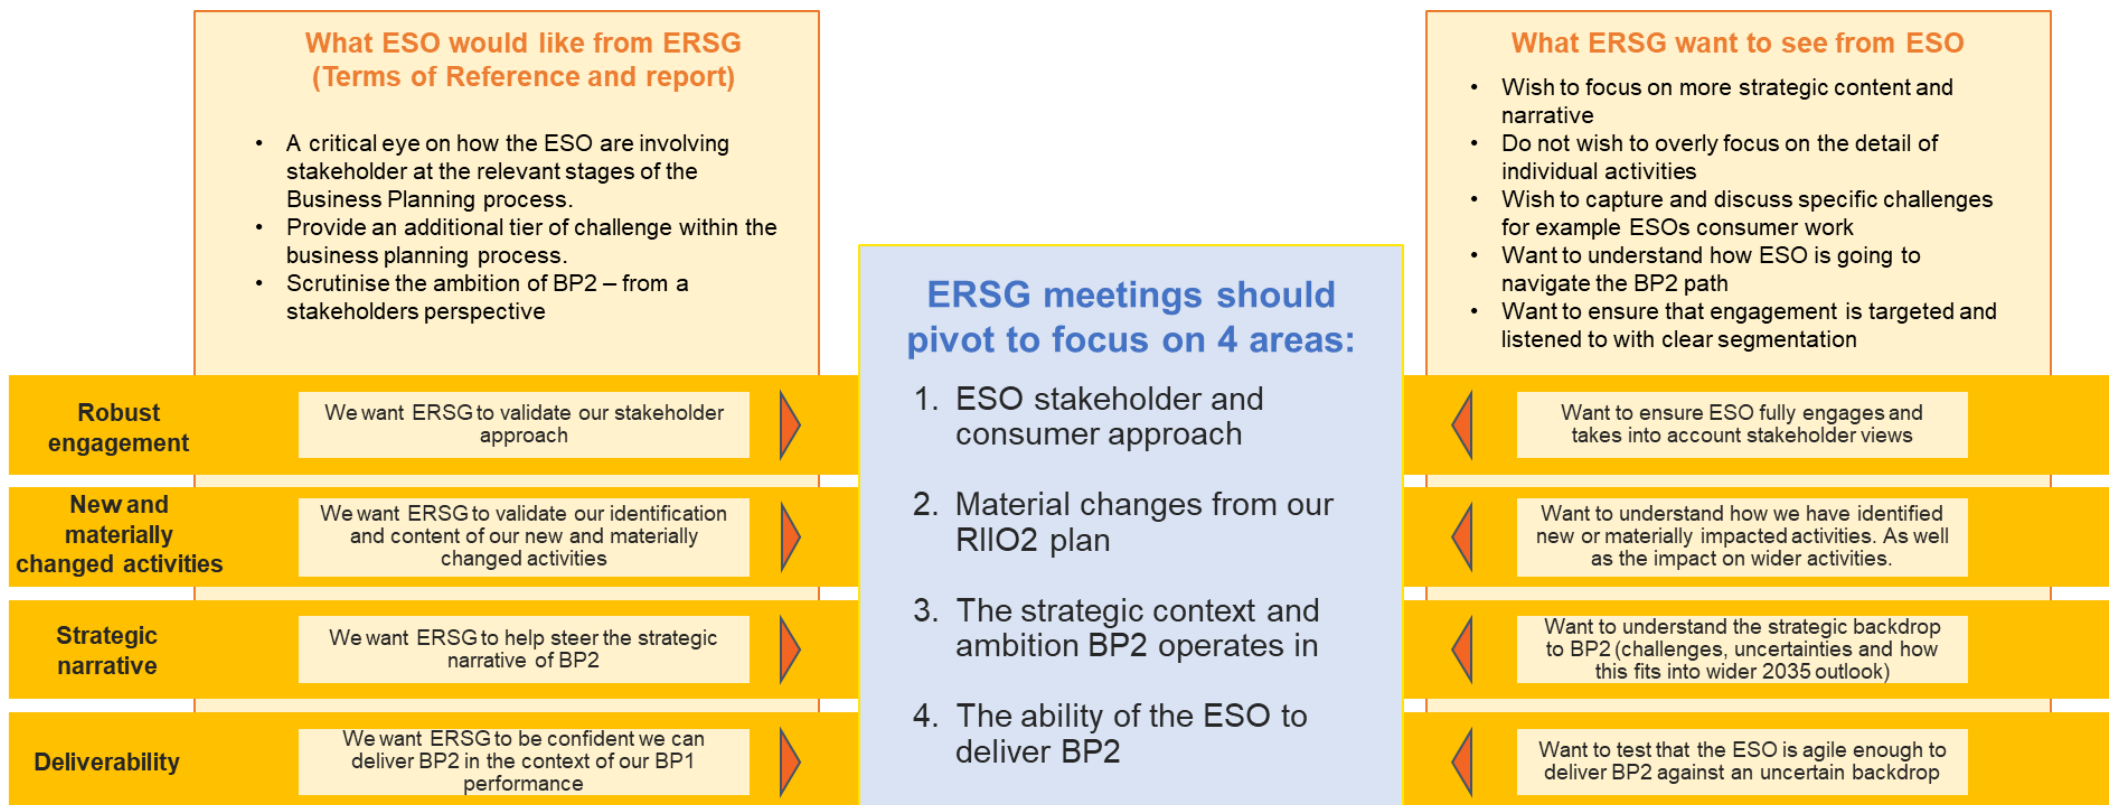 What ESO would like from ERSG
(Terms of Reference and report)
• A critical eye on how the ESO are involving
stakeholder at the relevant stages of the
Business Planning process.
• Provide an additional tier of challenge within the
business planning process.
• Scrutinise the ambition of BP2 – from a
stakeholders perspective
What ERSG want to see from ESO
• Wish to focus on more strategic content and
narrative
• Do not wish to overly focus on the detail of
individual activities
• Wish to capture and discuss specific challenges
for example ESOs consumer work
• Want to understand how ESO is going to
navigate the BP2 path
• Want to ensure that engagement is targeted and
listened to with clear segmentation
ERSG meetings should
pivot to focus on 4 areas:
1. ESO stakeholder and
consumer approach
2. Material changes from our
RIIO2 plan
3. The strategic context and
ambition BP2 operates in
4. The ability of the ESO to
deliver BP2
Robust
engagement
We want ERSG to validate our stakeholder
approach
Want to ensure ESO fully engages and
takes into account stakeholder views
New and
materially
changed activities
We want ERSG to validate our identification
and content of our new and materially
changed activities
Want to understand how we have identified
new or materially impacted activities. As well
as the impact on wider activities.
Strategic
narrative
We want ERSG to help steer the strategic
narrative of BP2
Want to understand the strategic backdrop
to BP2 (challenges, uncertainties and how
this fits into wider 2035 outlook)
Deliverability
We want ERSG to be confident we can
deliver BP2 in the context of our BP1
performance
Want to test that the ESO is agile enough to
deliver BP2 against an uncertain backdrop